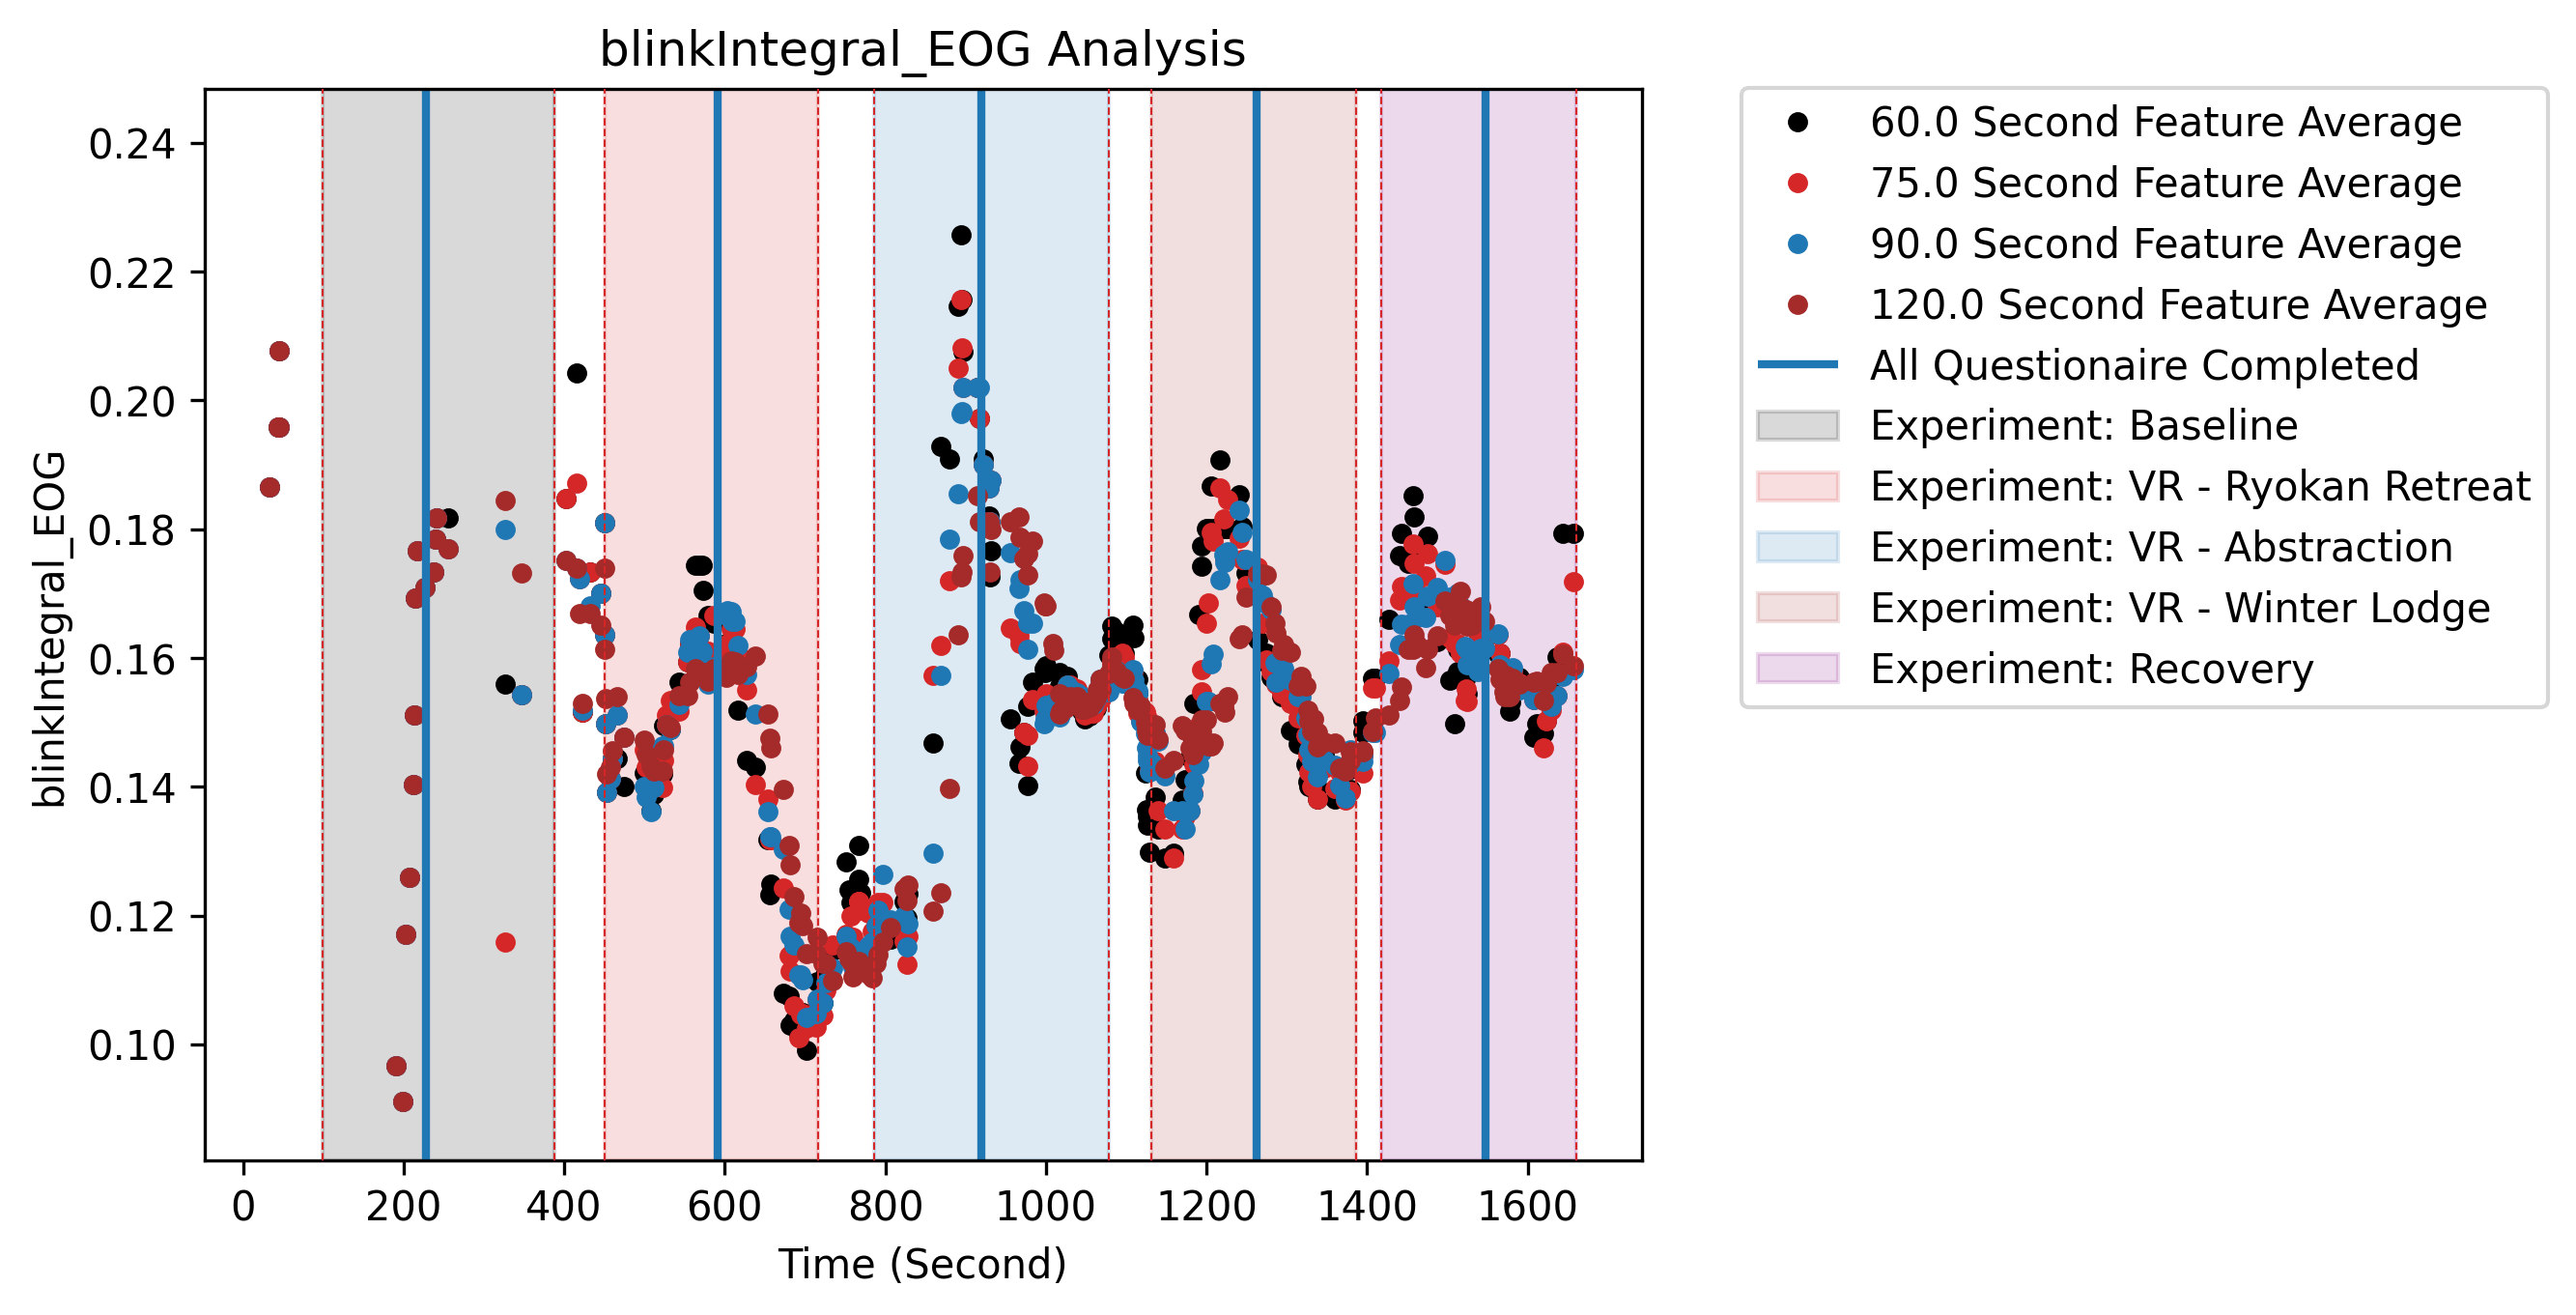 blinkIntegral_EOG Analysis
0.24
0.22
0.20
0.18
0.16
0.14
0.12
0.10
blinkIntegral_EOG
0 200 400 600 800 1000 1200 1400 1600
Time (Second)
60.0 Second Feature Average
75.0 Second Feature Average
90.0 Second Feature Average
120.0 Second Feature Average
All Questionaire Completed
Experiment: Baseline
Experiment: VR - Ryokan Retreat
Experiment: VR - Abstraction
Experiment: VR - Winter Lodge
Experiment: Recovery